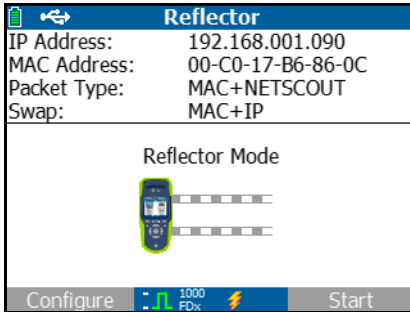 Reflector
IP Address: 192.168.001.090
MAC Address: 00-C0-17-B6-86-0C
Packet Type: MAC+NETSCOUT
Swap: MAC+IP
Reflector Mode
Configure 1000 FDx Start